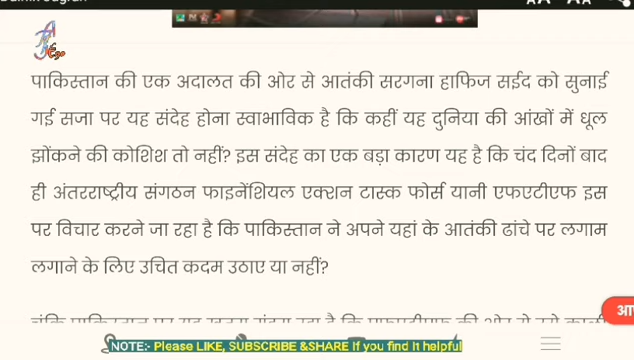 पाकिस्तान की एक अदालत की ओर से आतंकी सरगना हाफिज सईद को सुनाई
गई सजा पर यह संदेह होना स्वाभाविक है कि कहीं यह दुनिया की आंखों में धूल
झोंकने की कोशिश तो नहीं? इस संदेह का एक बड़ा कारण यह है कि चंद दिनों बाद
ही अंतरराष्ट्रीय संगठन फाइनेंशियल एक्शन टास्क फोर्स यानी एफएटीएफ इस
पर विचार करने जा रहा है कि पाकिस्तान ने अपने यहां के आतंकी ढांचे पर लगाम
लगाने के लिए उचित कदम उठाए या नहीं?
NOTE:- Please LIKE, SUBSCRIBE &SHARE If you find it helpful